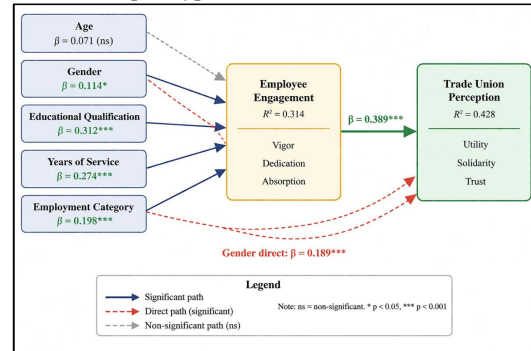 Age
β = 0.071 (ns)
Gender
β = 0.114*
Educational Qualification
β = 0.312***
Years of Service
β = 0.274***
Employment Category
β = 0.198***
Employee
Engagement
R² = 0.314
Vigor
Dedication
Absorption
β = 0.389***
Trade Union
Perception
R² = 0.428
Utility
Solidarity
Trust
Gender direct: β = 0.189***
Legend
Significant path
Direct path (significant)
Non-significant path (ns)
Note: ns = non-significant. * p < 0.05, *** p < 0.001